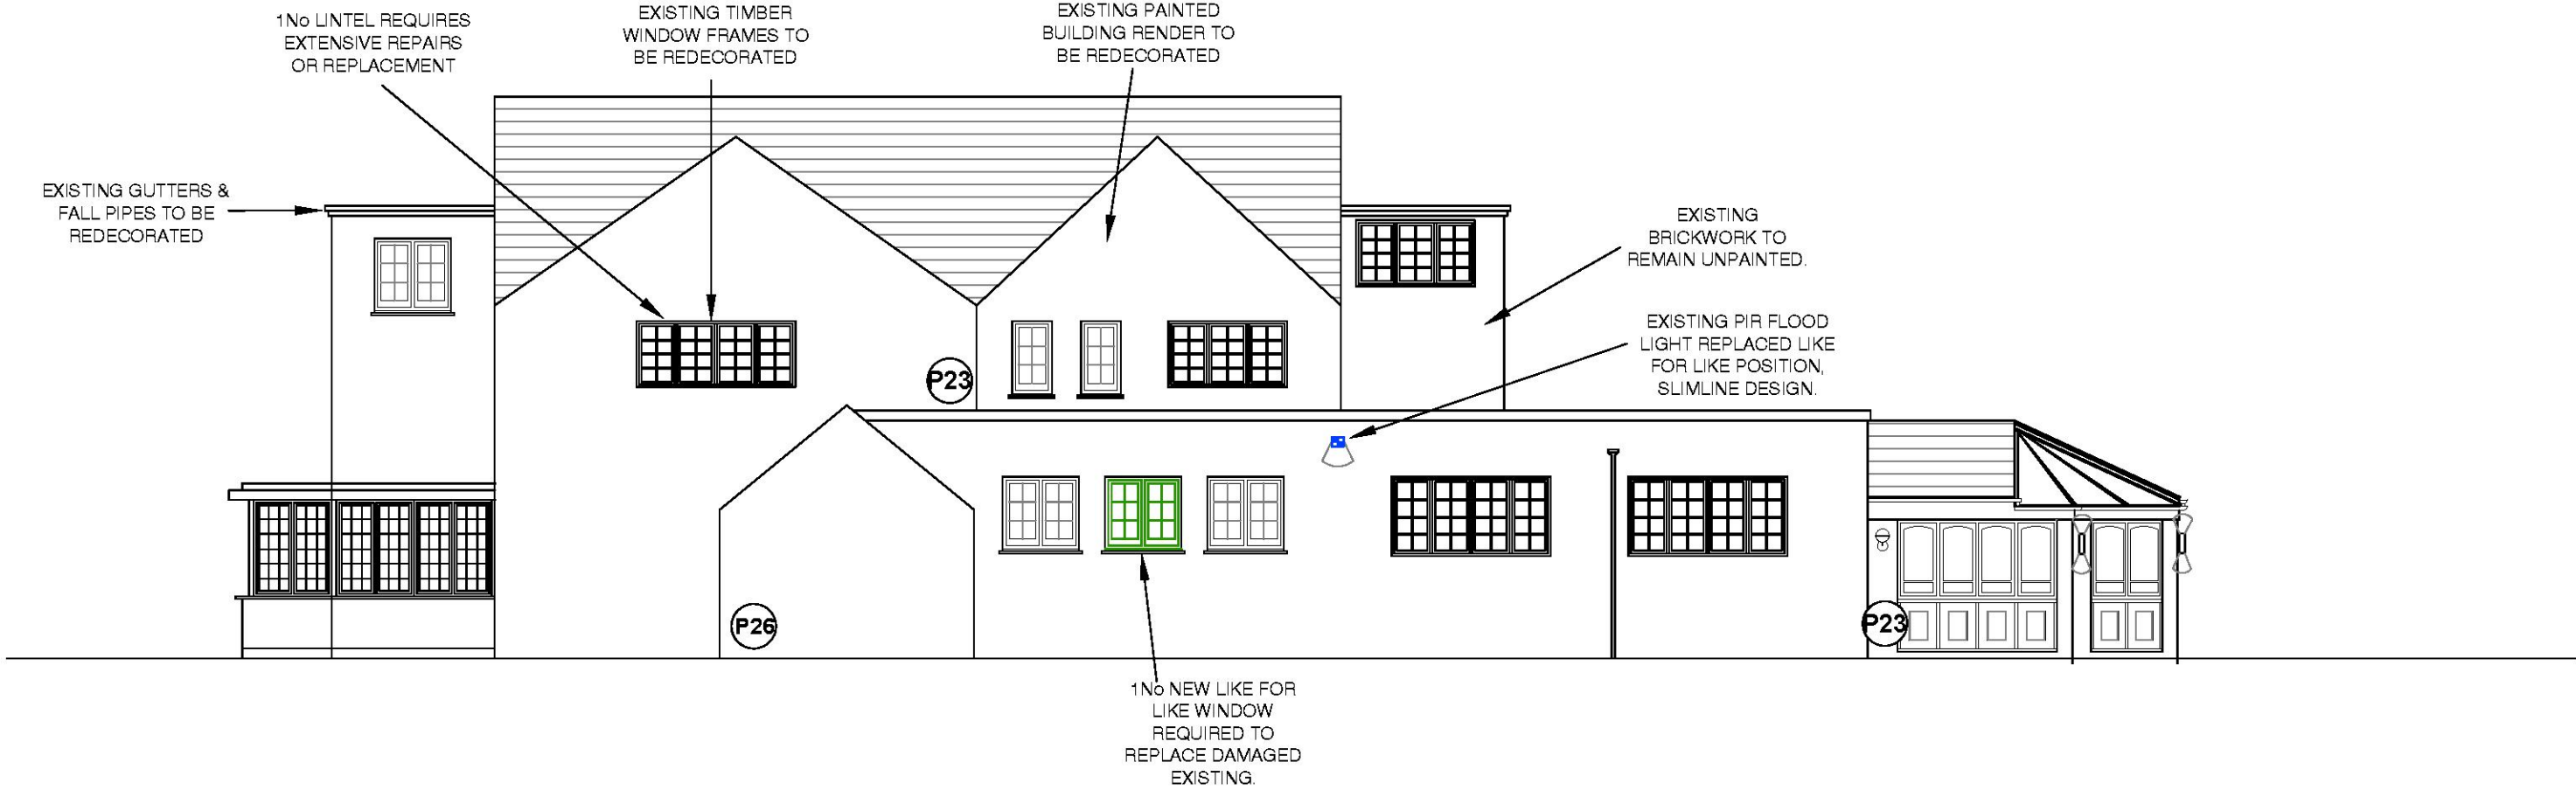 1No LINTEL REQUIRES
EXTENSIVE REPAIRS
OR REPLACEMENT
EXISTING TIMBER
WINDOW FRAMES TO
BE REDECORATED
EXISTING PAINTED
BUILDING RENDER TO
BE REDECORATED
EXISTING GUTTERS &
FALL PIPES TO BE
REDECORATED
EXISTING
BRICKWORK TO
REMAIN UNPAINTED.
EXISTING PIR FLOOD
LIGHT REPLACED LIKE
FOR LIKE POSITION,
SLIMLINE DESIGN.
P23
P26
P23
1No NEW LIKE FOR
LIKE WINDOW
REQUIRED TO
REPLACE DAMAGED
EXISTING.